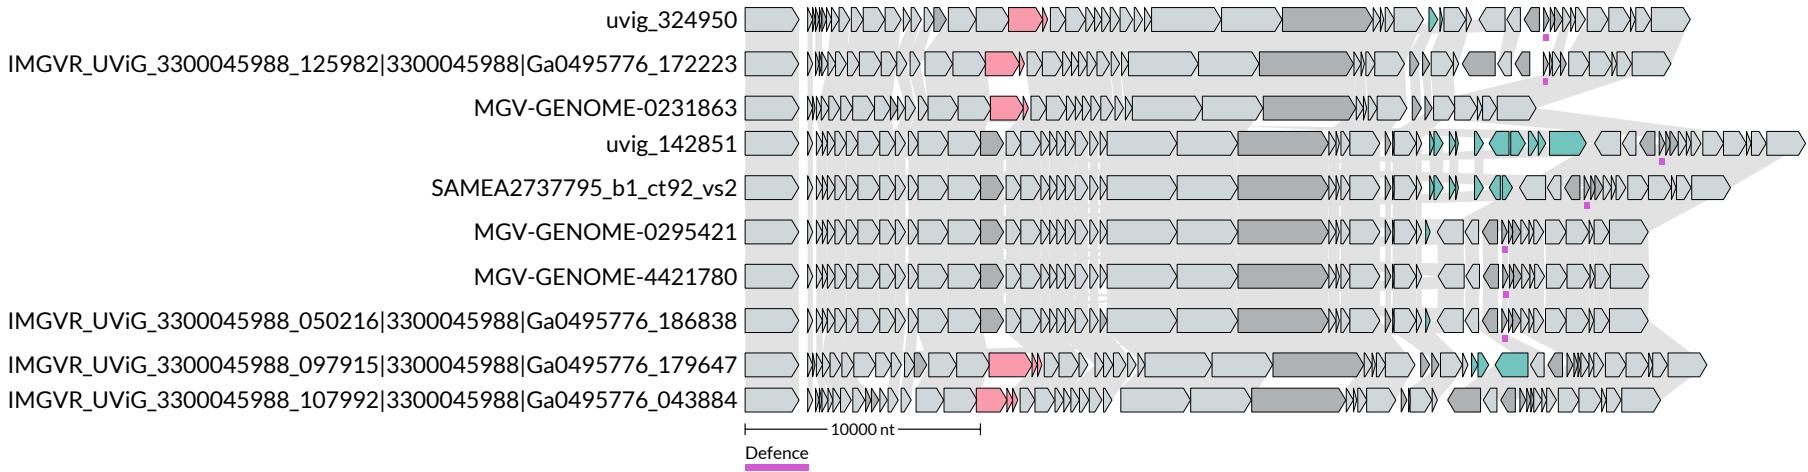 uvig_324950
IMGVR_UViG_3300045988_125982|3300045988|Ga0495776_172223
MGV-GENOME-0231863
uvig_142851
SAMEA2737795_b1_ct92_vs2
MGV-GENOME-0295421
MGV-GENOME-4421780
IMGVR_UViG_3300045988_050216|3300045988|Ga0495776_186838
IMGVR_UViG_3300045988_097915|3300045988|Ga0495776_179647
IMGVR_UViG_3300045988_107992|3300045988|Ga0495776_043884
10000 nt
Defence